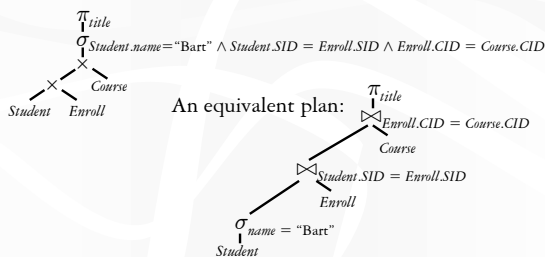 π title
σ Student.name="Bart" ∧ Student.SID = Enroll.SID ∧ Enroll.CID = Course.CID
×
× Course
Student Enroll
An equivalent plan:
π title
⋈ Enroll.CID = Course.CID
Course
⋈ Student.SID = Enroll.SID
Enroll
σ name = "Bart"
Student